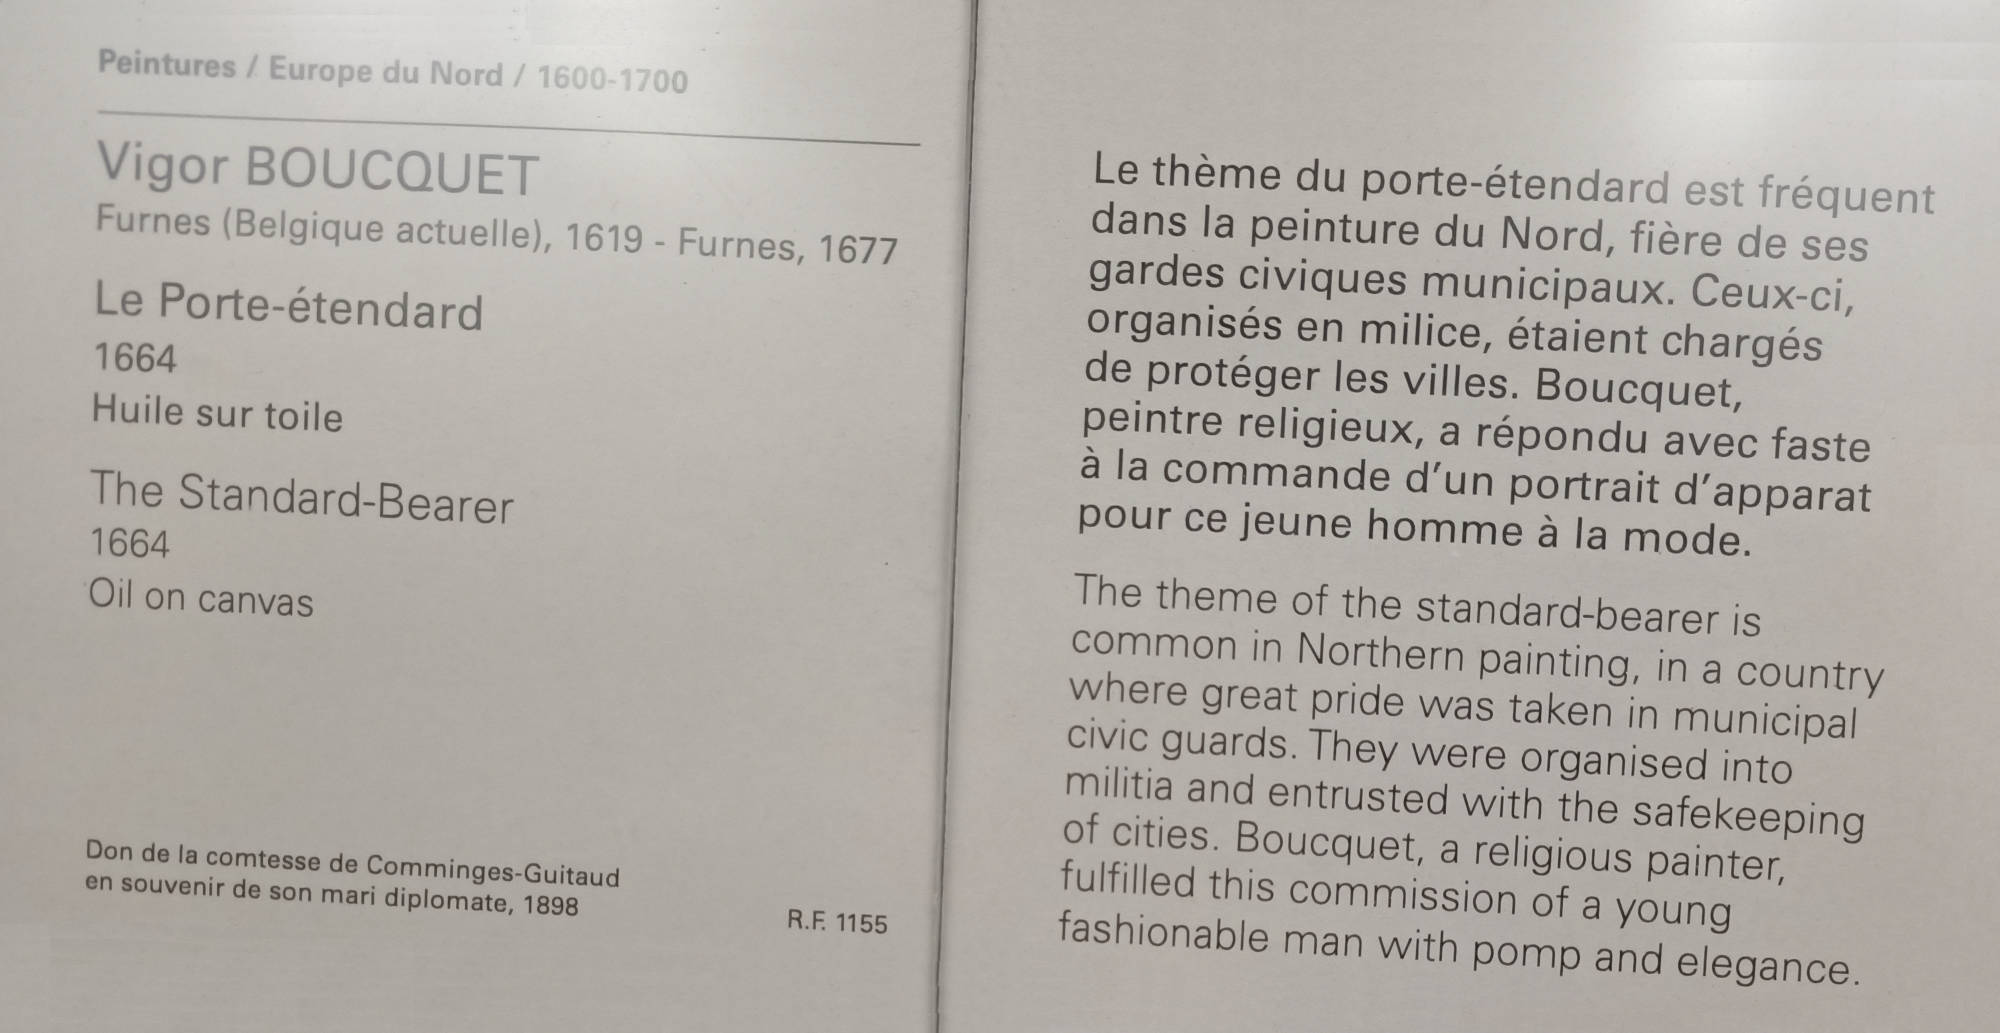 Peintures / Europe du Nord / 1600-1700
Vigor BOUCQUET
Furnes (Belgique actuelle), 1619 - Furnes, 1677
Le Porte-étendard
1664
Huile sur toile
The Standard-Bearer
1664
Oil on canvas
Don de la comtesse de Comminges-Guitaud
en souvenir de son mari diplomate, 1898
R.F. 1155
Le thème du porte-étendard est fréquent
dans la peinture du Nord, fière de ses
gardes civiques municipaux. Ceux-ci,
organisés en milice, étaient chargés
de protéger les villes. Boucquet,
peintre religieux, a répondu avec faste
à la commande d'un portrait d'apparat
pour ce jeune homme à la mode.
The theme of the standard-bearer is
common in Northern painting, in a country
where great pride was taken in municipal
civic guards. They were organised into
militia and entrusted with the safekeeping
of cities. Boucquet, a religious painter,
fulfilled this commission of a young
fashionable man with pomp and elegance.